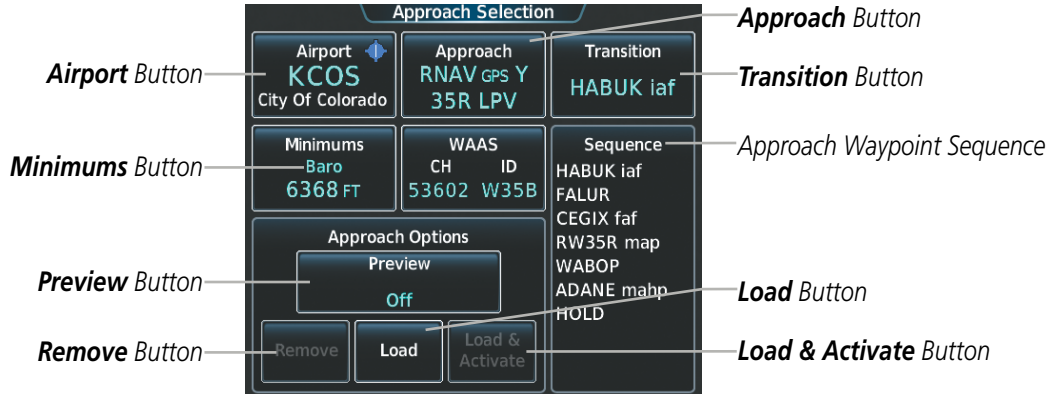 Approach Selection
Approach Button
Airport Button
Airport
KCOS
City Of Colorado
Approach
RNAV GPS Y
35R LPV
Transition
HABUK iaf
Transition Button
Minimums Button
Minimums
Baro
6368 FT
WAAS
CH ID
53602 W35B
Sequence
HABUK iaf
FALUR
CEGIX faf
RW35R map
WABOP
ADANE mahp
HOLD
Approach Waypoint Sequence
Approach Options
Preview Button
Preview
Off
Load Button
Remove Button
Remove
Load
Load &
Activate
Load & Activate Button